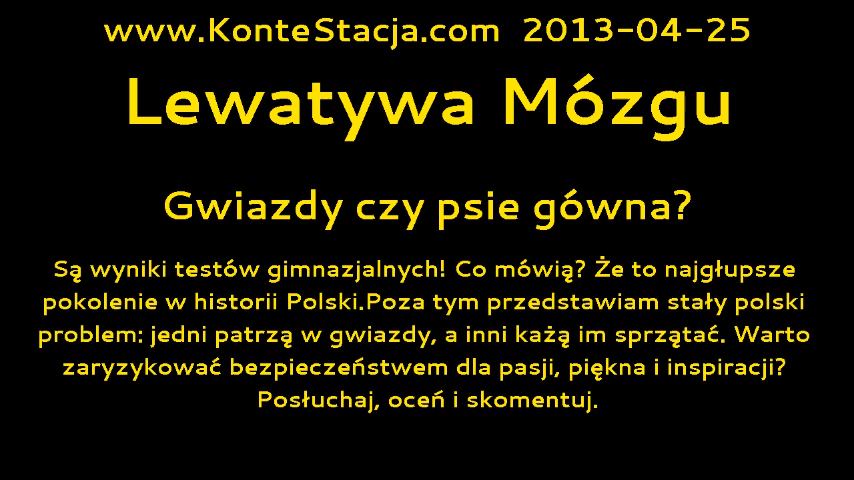 www.KonteStacja.com 2013-04-25
Lewatywa Mózgu
Gwiazdy czy psie gówna?
Są wyniki testów gimnazjalnych! Co mówią? Że to najgłupsze
pokolenie w historii Polski.Poza tym przedstawiam stały polski
problem: jedni patrzą w gwiazdy, a inni każą im sprzątać. Warto
zaryzykować bezpieczeństwem dla pasji, piękna i inspiracji?
Posłuchaj, oceń i skomentuj.